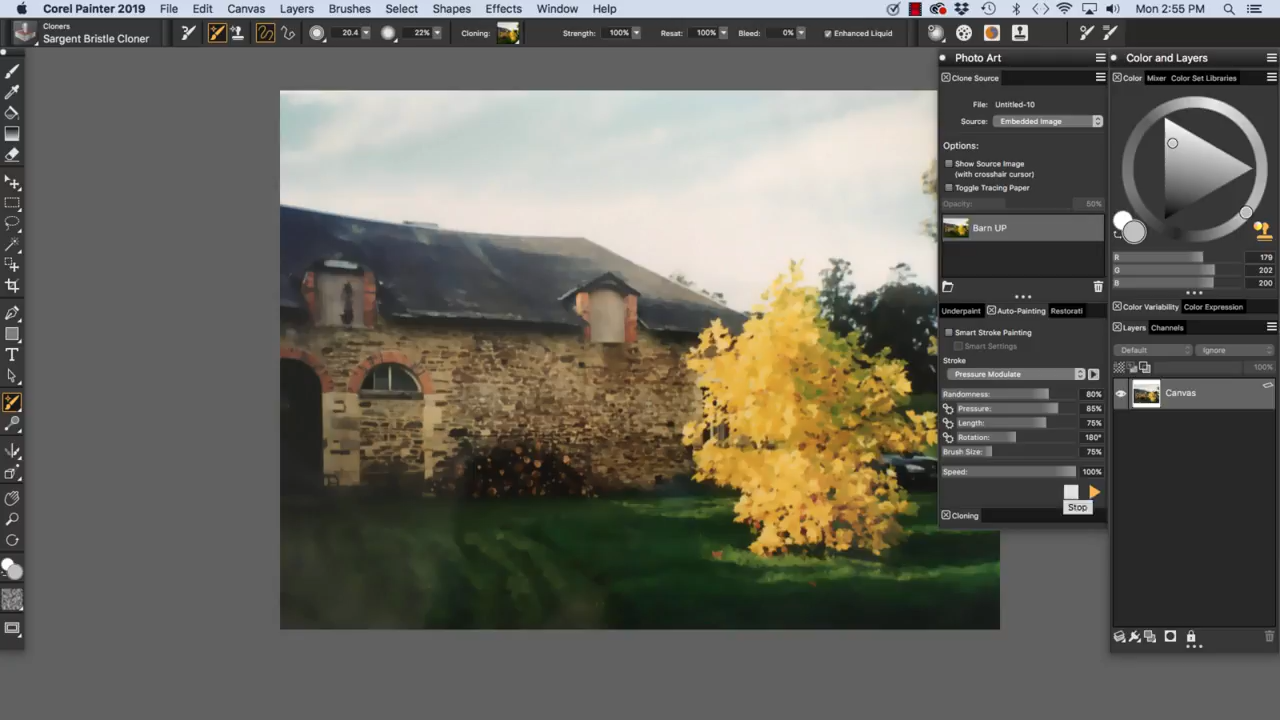 Corel Painter 2019 File Edit Canvas Layers Brushes Select Shapes Effects Window Help Mon 2:55 PM
Cloners
Sargent Bristle Cloner
20.4 22% Cloning: Strength: 100% Resat: 100% Bleed: 0% Enhanced Liquid
Photo Art
Clone Source
File: Untitled-10
Source: Embedded Image
Options:
Show Source Image
(with crosshair cursor)
Toggle Tracing Paper
Opacity: 50%
Barn UP
Underpaint Auto-Painting Restorati
Smart Stroke Painting
Smart Settings
Stroke
Pressure Modulate
Randomness: 80%
Pressure: 85%
Length: 75%
Rotation: 180°
Brush Size: 75%
Speed: 100%
Stop
Cloning
Color and Layers
Color Mixer Color Set Libraries
R 179
G 202
B 200
Color Variability Color Expression
Layers Channels
Default Ignore
100%
Canvas
T